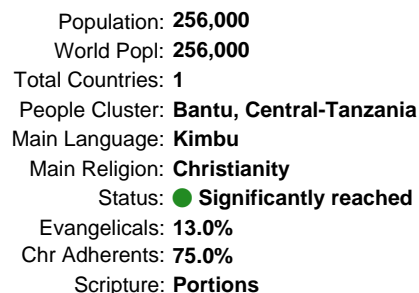 Population: 256,000
World Popl: 256,000
Total Countries: 1
People Cluster: Bantu, Central-Tanzania
Main Language: Kimbu
Main Religion: Christianity
Status: Significantly reached
Evangelicals: 13.0%
Chr Adherents: 75.0%
Scripture: Portions